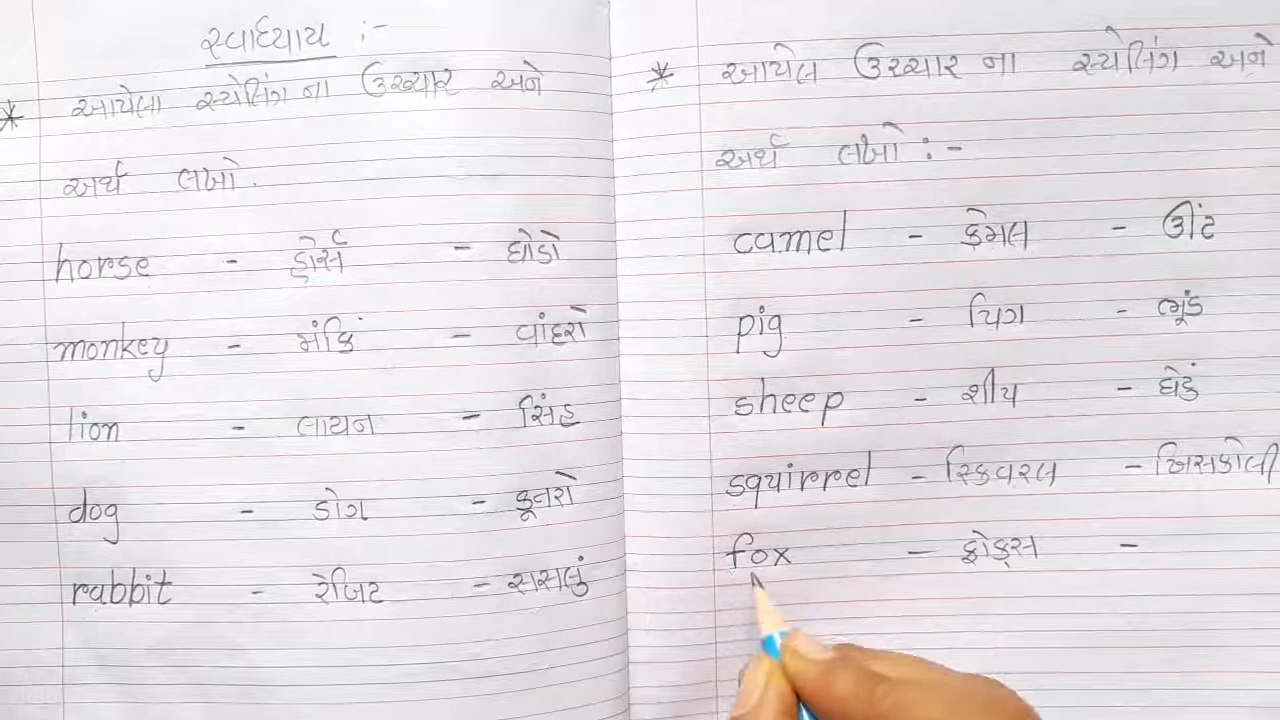 સ્વાધ્યાય :-
* આપેલા સ્પેલિંગ ના ઉચ્ચાર અને
અર્થ લખો.
horse - હોર્સ - ઘોડો
monkey - મંકિ - વાંદરો
lion - લાયન - સિંહ
dog - ડોગ - કૂતરો
rabbit - રેબિટ - સસલું
* આપેલ ઉચ્ચાર ના સ્પેલિંગ અને
અર્થ લખો :-
camel - કેમલ - ઊંટ
pig - પિગ - ભૂંડ
sheep - શીપ - ઘેટું
squirrel - સ્કિવરલ - ખિસકોલી
fox - ફોક્સ -